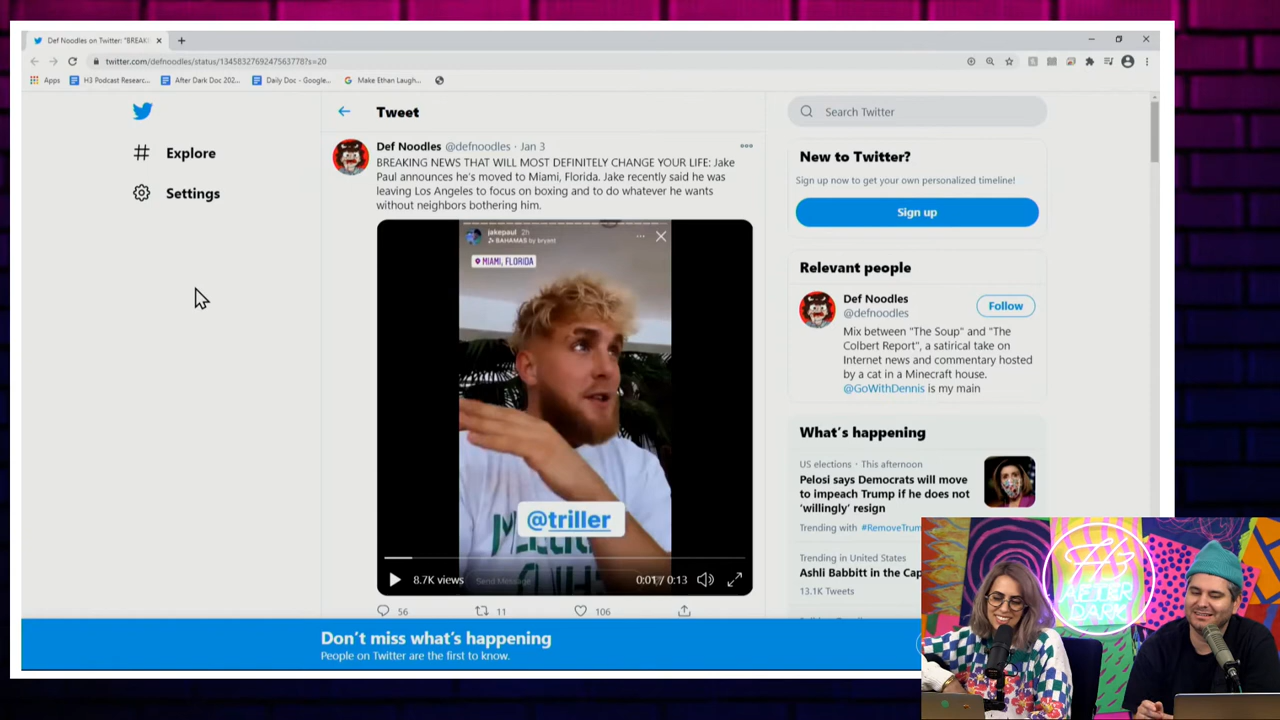 Def Noodles on Twitter: "BREAK
twitter.com/defnoodles/status/1345832769247563778?s=20
Apps
H3 Podcast Researc...
After Dark Doc 202...
Daily Doc - Google...
Make Ethan Laugh...
Tweet
Search Twitter
Explore
Settings
Def Noodles @defnoodles · Jan 3
BREAKING NEWS THAT WILL MOST DEFINITELY CHANGE YOUR LIFE: Jake
Paul announces he's moved to Miami, Florida. Jake recently said he was
leaving Los Angeles to focus on boxing and to do whatever he wants
without neighbors bothering him.
jakepaul 2h
BAHAMAS by bryant
MIAMI, FLORIDA
@triller
8.7K views
Send Message
0:01/0:13
56
11
106
New to Twitter?
Sign up now to get your own personalized timeline!
Sign up
Relevant people
Def Noodles
@defnoodles
Follow
Mix between "The Soup" and "The
Colbert Report", a satirical take on
Internet news and commentary hosted
by a cat in a Minecraft house.
@GoWithDennis is my main
What's happening
US elections · This afternoon
Pelosi says Democrats will move
to impeach Trump if he does not
'willingly' resign
Trending with #RemoveTrum
Trending in United States
Ashli Babbitt in the Cap
13.1K Tweets
Don't miss what's happening
People on Twitter are the first to know.
AFTER
DARK